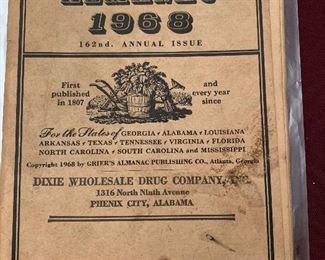 ALMANAC
1968
162nd. ANNUAL ISSUE
First published in 1807
and every year since
For the States of GEORGIA • ALABAMA • LOUISIANA
ARKANSAS • TEXAS • TENNESSEE • VIRGINIA • FLORIDA
NORTH CAROLINA • SOUTH CAROLINA and MISSISSIPPI
Copyright 1968 by GRIER'S ALMANAC PUBLISHING CO., Atlanta, Georgia
DIXIE WHOLESALE DRUG COMPANY, INC.
1316 North Ninth Avenue
PHENIX CITY, ALABAMA